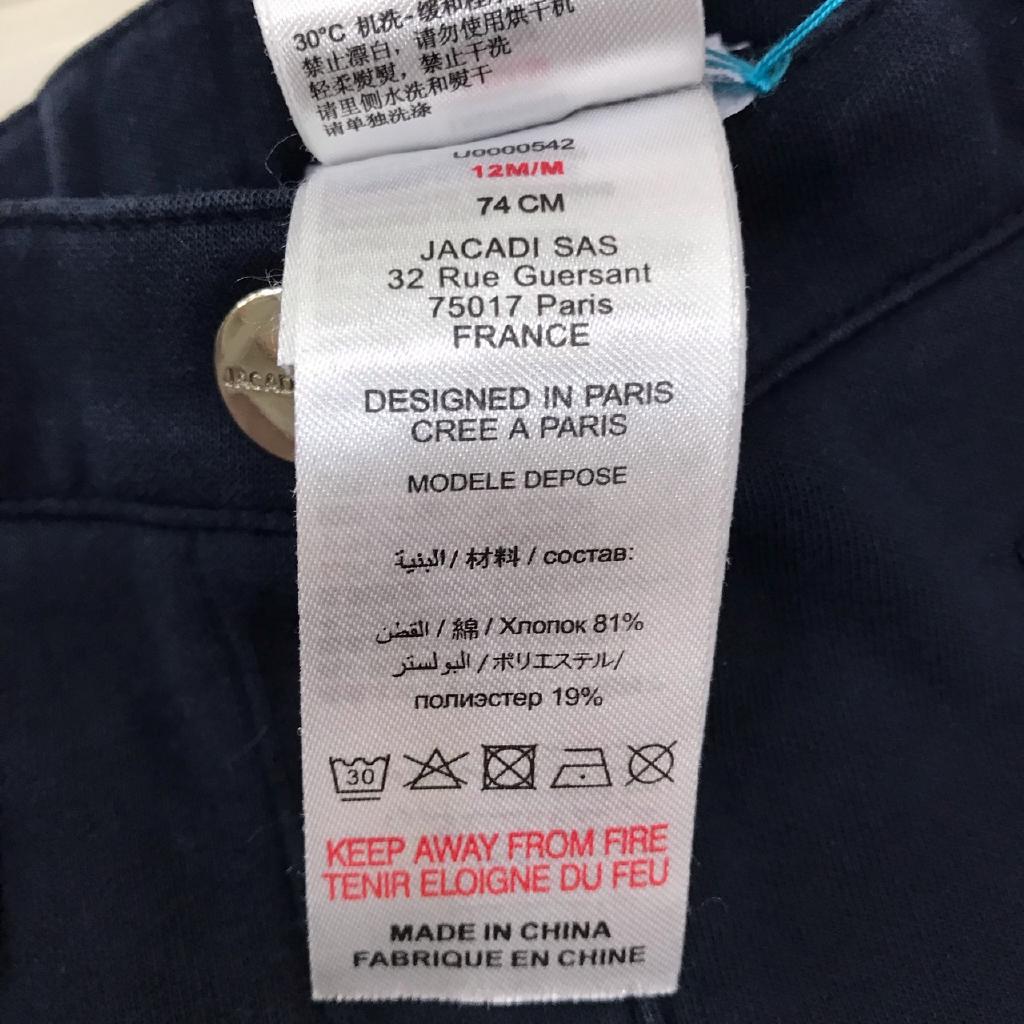 30°C 机洗-缓和
禁止漂白, 请勿使用烘干机
轻柔熨熨, 禁止干洗
请里侧水洗和熨干
请单独洗涤
U0000542
12M/M
74 CM
JACADI SAS
32 Rue Guersant
75017 Paris
FRANCE
JACADI
DESIGNED IN PARIS
CREE A PARIS
MODELE DEPOSE
البنية / 材料 / состав:
القطن / 綿 / Хлопок 81%
البولستر / ポリエステル/
полиэстер 19%
30
KEEP AWAY FROM FIRE
TENIR ELOIGNE DU FEU
MADE IN CHINA
FABRIQUE EN CHINE